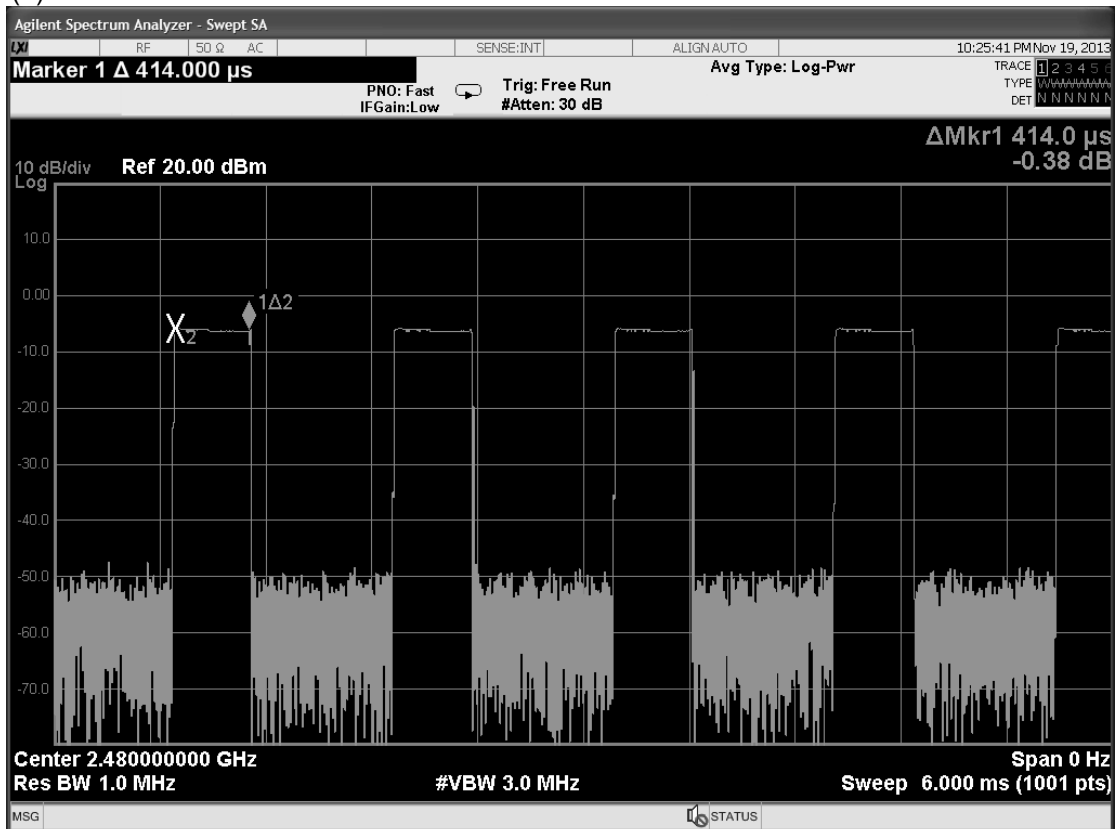 Agilent Spectrum Analyzer - Swept SA
LXI RF 50 Ω AC SENSE:INT ALIGN AUTO 10:25:41 PM Nov 19, 2013
Marker 1 Δ 414.000 µs
PNO: Fast
IFGain:Low
Trig: Free Run
#Atten: 30 dB
Avg Type: Log-Pwr
TRACE 1 2 3 4 5 6
TYPE WWWWWW
DET N N N N N N
ΔMkr1 414.0 µs
-0.38 dB
10 dB/div Ref 20.00 dBm
Log
10.0
0.00
1Δ2
X2
-10.0
-20.0
-30.0
-40.0
-50.0
-60.0
-70.0
Center 2.480000000 GHz Span 0 Hz
Res BW 1.0 MHz #VBW 3.0 MHz Sweep 6.000 ms (1001 pts)
MSG STATUS